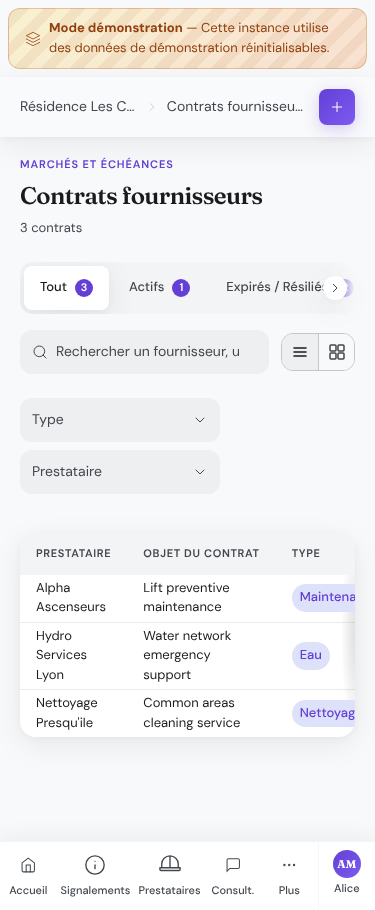 Mode démonstration — Cette instance utilise
des données de démonstration réinitialisables.
Résidence Les C... Contrats fournisseu...
MARCHÉS ET ÉCHÉANCES
Contrats fournisseurs
3 contrats
Tout 3 Actifs 1 Expirés / Résiliés
Rechercher un fournisseur, u
Type
Prestataire
PRESTATAIRE OBJET DU CONTRAT TYPE
Alpha
Ascenseurs
Lift preventive
maintenance
Maintena
Hydro
Services
Lyon
Water network
emergency
support
Eau
Nettoyage
Presqu'ile
Common areas
cleaning service
Nettoyag
AM
Accueil Signalements Prestataires Consult. Plus Alice